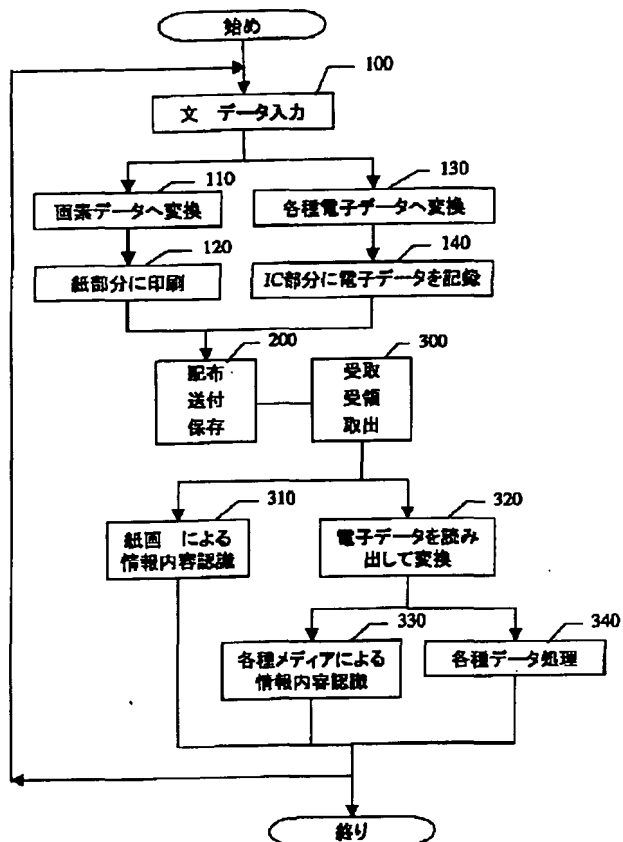 始め
100
文 データ入力
110
画素データへ変換
130
各種電子データへ変換
120
紙部分に印刷
140
IC部分に電子データを記録
200
配布
送付
保存
300
受取
受領
取出
310
紙画 による
情報内容認識
320
電子データを読み
出して変換
330
各種メディアによる
情報内容認識
340
各種データ処理
終り